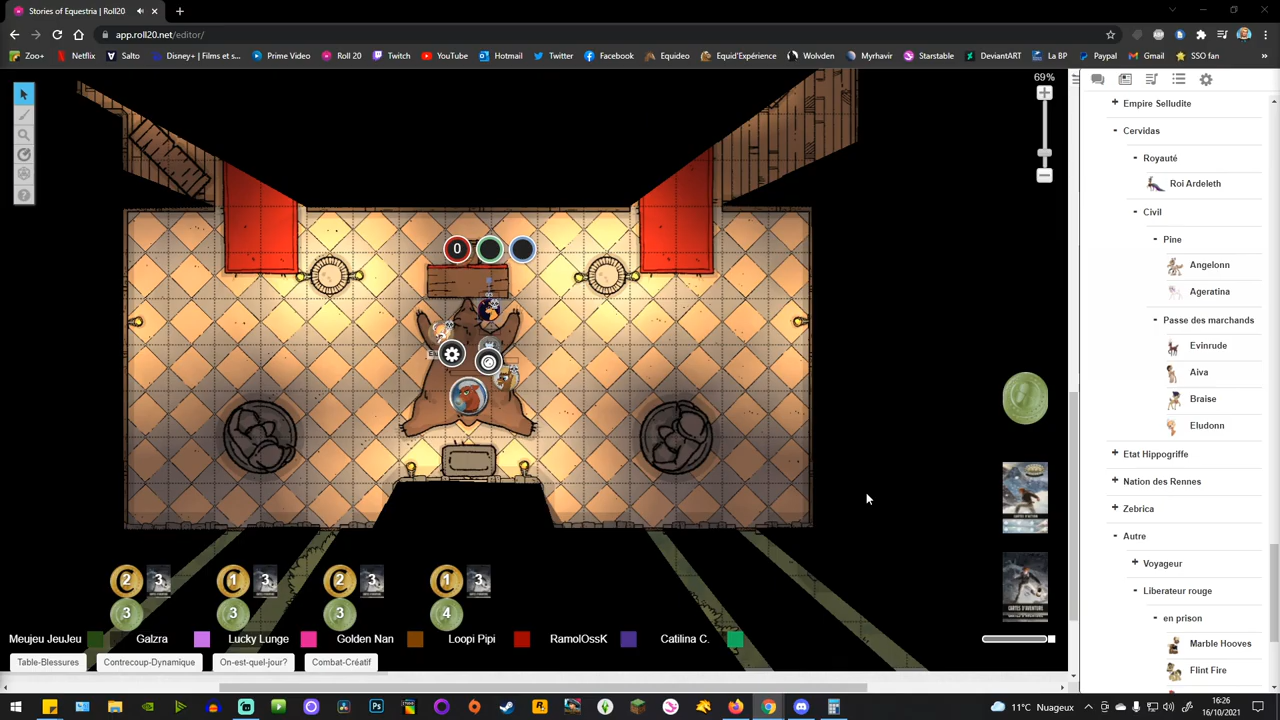 Stories of Equestria | Roll20
app.roll20.net/editor/
Zoo+
Netflix
Salto
Disney+ | Films et s...
Prime Video
Roll 20
Twitch
YouTube
Hotmail
Twitter
Facebook
Equideo
Equid'Expérience
Wolvden
Myrhavir
Starstable
DeviantART
La BP
Paypal
Gmail
SSO fan
»
69%
Empire Selludite
Cervidas
Royauté
Roi Ardeleth
Civil
Pine
Angelonn
Ageratina
Passe des marchands
Evinrude
Aiva
Braise
Eludonn
Etat Hippogriffe
Nation des Rennes
Zebrica
Autre
Voyageur
Liberateur rouge
en prison
Marble Hooves
Flint Fire
0
2 3 1 3 2 3 1 3
3 3 3 4
Meujeu JeuJeu
Galzra
Lucky Lunge
Golden Nan
Loopi Pipi
RamolOssK
Catilina C.
Table-Blessures
Contrecoup-Dynamique
On-est-quel-jour?
Combat-Créatif
11°C Nuageux
16:26
16/10/2021